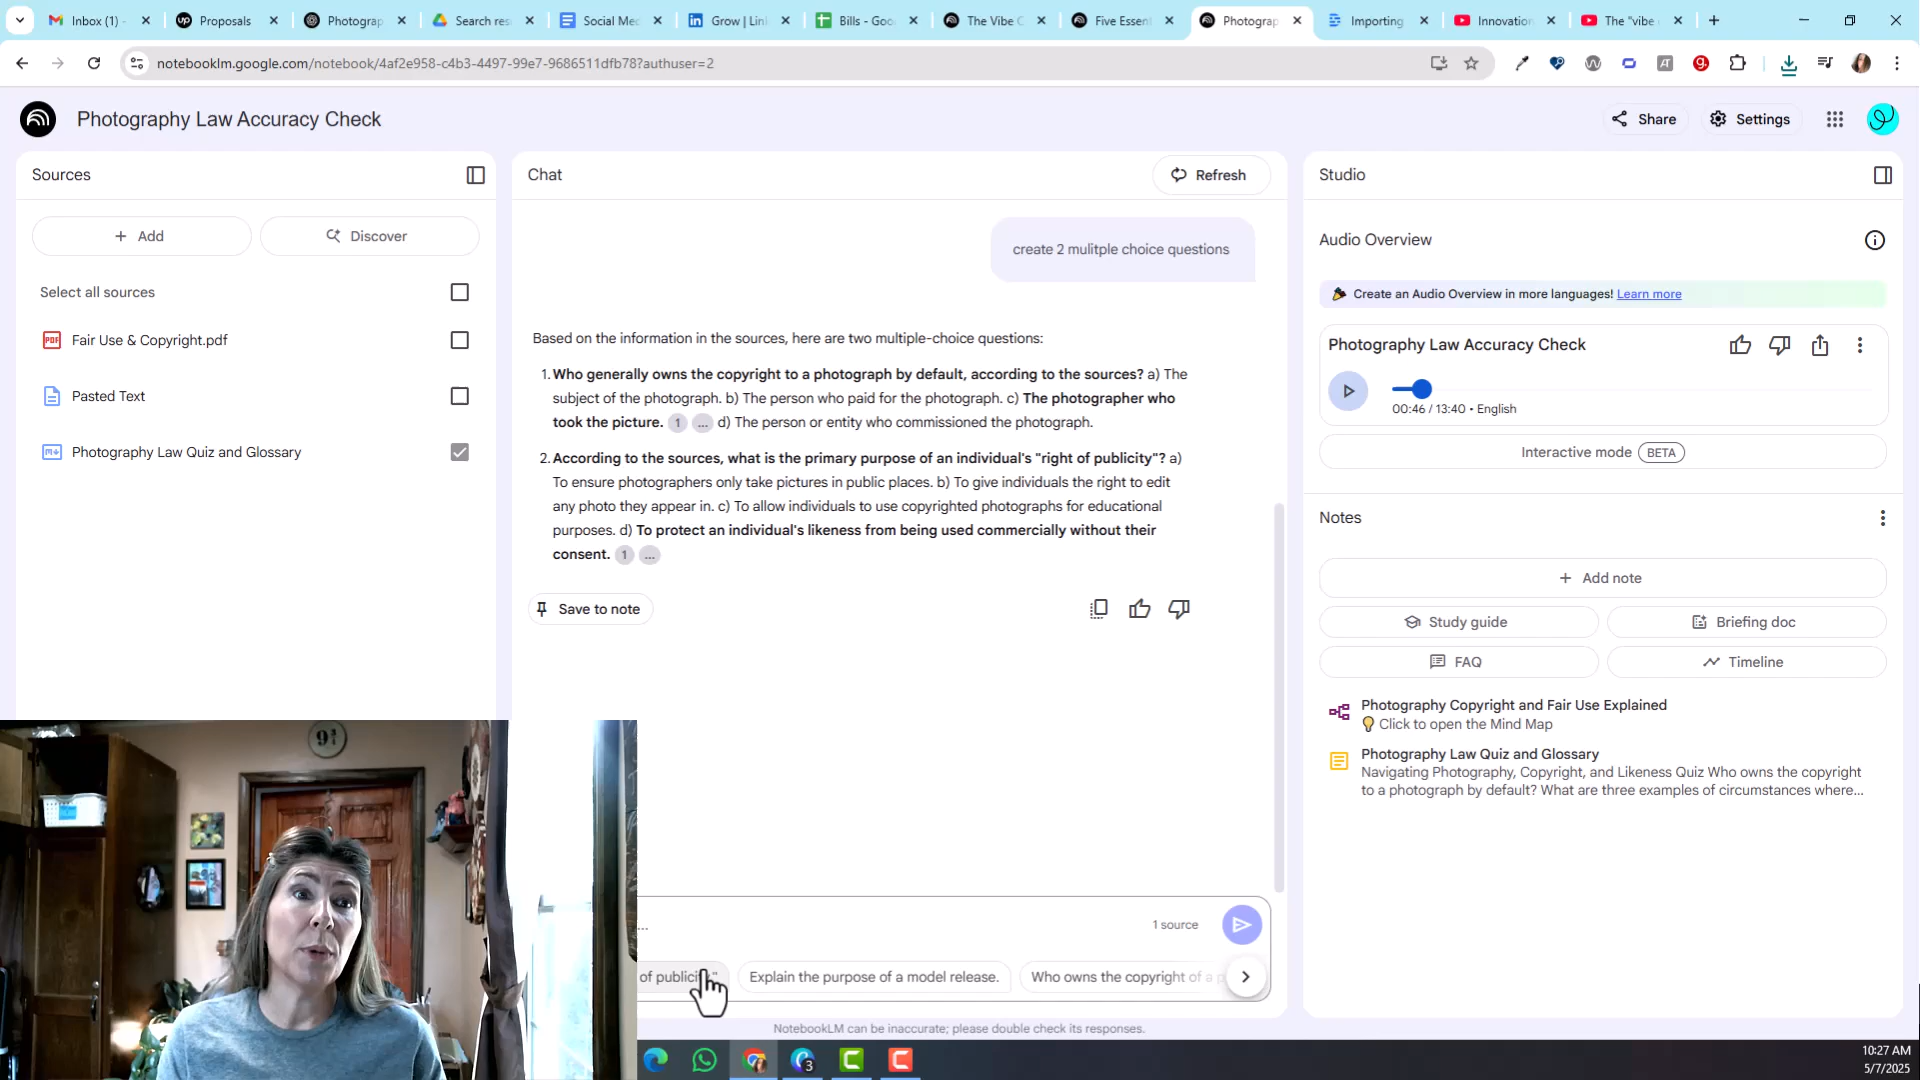 Inbox (1) -
Proposals
Photograp
Search res
Social Med
Grow | Lin
Bills - Goo
The Vibe C
Five Essent
Photograp
Importing
Innovation
The "vibe
notebooklm.google.com/notebook/4af2e958-c4b3-4497-99e7-9686511dfb78?authuser=2
Photography Law Accuracy Check
Share
Settings
Sources
Chat
Refresh
Studio
+ Add
Discover
Select all sources
PDF Fair Use & Copyright.pdf
Pasted Text
Photography Law Quiz and Glossary
create 2 mulitple choice questions
Based on the information in the sources, here are two multiple-choice questions:
1. Who generally owns the copyright to a photograph by default, according to the sources? a) The
subject of the photograph. b) The person who paid for the photograph. c) The photographer who
took the picture. 1 ... d) The person or entity who commissioned the photograph.
2. According to the sources, what is the primary purpose of an individual's "right of publicity"? a)
To ensure photographers only take pictures in public places. b) To give individuals the right to edit
any photo they appear in. c) To allow individuals to use copyrighted photographs for educational
purposes. d) To protect an individual's likeness from being used commercially without their
consent. 1 ...
Save to note
Audio Overview
Create an Audio Overview in more languages! Learn more
Photography Law Accuracy Check
00:46 / 13:40 • English
Interactive mode BETA
Notes
+ Add note
Study guide
Briefing doc
FAQ
Timeline
Photography Copyright and Fair Use Explained
Click to open the Mind Map
Photography Law Quiz and Glossary
Navigating Photography, Copyright, and Likeness Quiz Who owns the copyright
to a photograph by default? What are three examples of circumstances where...
...
1 source
of publicity."
Explain the purpose of a model release.
Who owns the copyright of a p
NotebookLM can be inaccurate; please double check its responses.
3
10:27 AM
5/7/2025